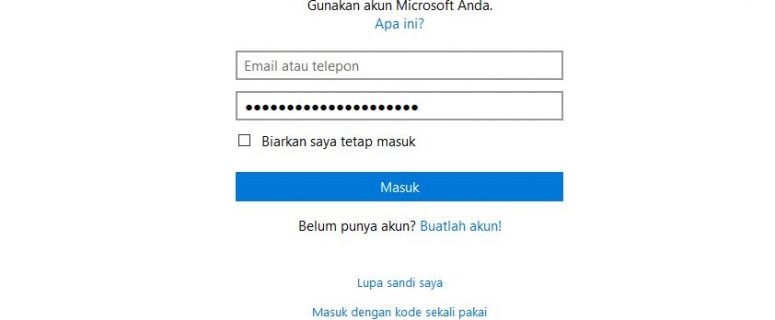 Gunakan akun Microsoft Anda.
Apa ini?
Email atau telepon
●●●●●●●●●●●●●●●●●●●●●
Biarkan saya tetap masuk
Masuk
Belum punya akun? Buatlah akun!
Lupa sandi saya
Masuk dengan kode sekali pakai